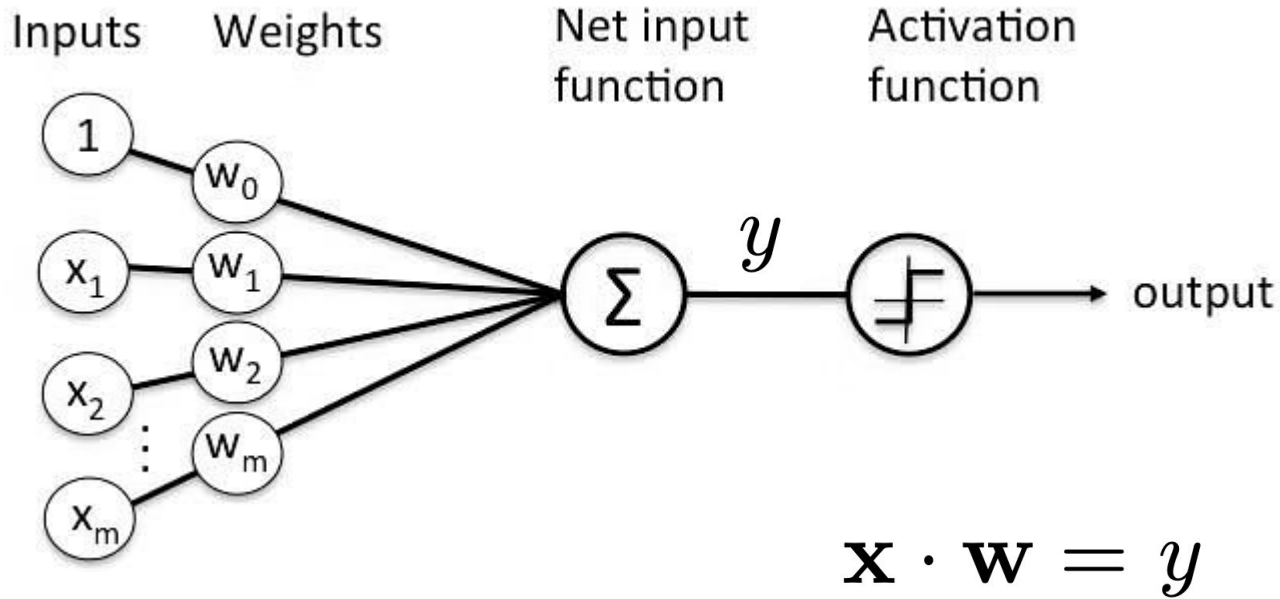 Inputs
Weights
Net input
function
Activation
function
1
w₀
x₁
w₁
x₂
w₂
⋮
xₘ
wₘ
Σ
y
output
x · w = y